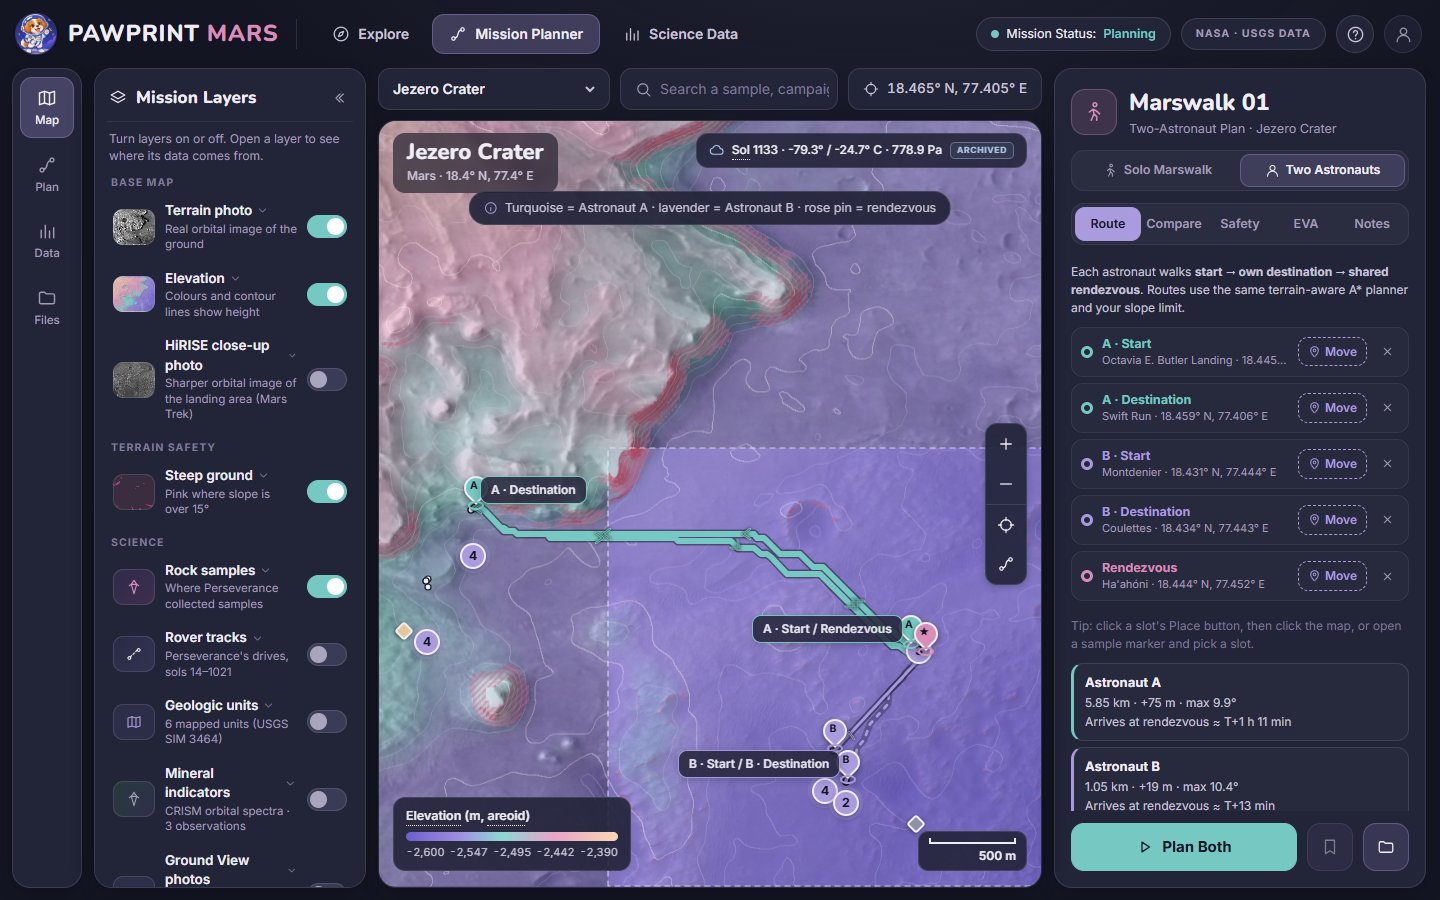 PAWPRINT MARS
Explore
Mission Planner
Science Data
Mission Status: Planning
NASA · USGS DATA
Map
Plan
Data
Files
Mission Layers
Turn layers on or off. Open a layer to see
where its data comes from.
BASE MAP
Terrain photo
Real orbital image of the
ground
Elevation
Colours and contour
lines show height
HiRISE close-up
photo
Sharper orbital image of
the landing area (Mars
Trek)
TERRAIN SAFETY
Steep ground
Pink where slope is
over 15°
SCIENCE
Rock samples
Where Perseverance
collected samples
Rover tracks
Perseverance's drives,
sols 14–1021
Geologic units
6 mapped units (USGS
SIM 3464)
Mineral
indicators
CRISM orbital spectra ·
3 observations
Ground View
photos
Jezero Crater
Search a sample, campaig
18.465° N, 77.405° E
Jezero Crater
Mars · 18.4° N, 77.4° E
Sol 1133 · -79.3° / -24.7° C · 778.9 Pa ARCHIVED
Turquoise = Astronaut A · lavender = Astronaut B · rose pin = rendezvous
A
A · Destination
4
4
A · Start / Rendezvous
A
B
B · Start / B · Destination
B
4
2
Elevation (m, areoid)
-2,600 -2,547 -2,495 -2,442 -2,390
500 m
Marswalk 01
Two-Astronaut Plan · Jezero Crater
Solo Marswalk
Two Astronauts
Route
Compare
Safety
EVA
Notes
Each astronaut walks start → own destination → shared
rendezvous. Routes use the same terrain-aware A* planner
and your slope limit.
A · Start
Octavia E. Butler Landing · 18.445...
Move
A · Destination
Swift Run · 18.459° N, 77.406° E
Move
B · Start
Montdenier · 18.431° N, 77.444° E
Move
B · Destination
Coulettes · 18.434° N, 77.443° E
Move
Rendezvous
Ha'ahóni · 18.444° N, 77.452° E
Move
Tip: click a slot's Place button, then click the map, or open
a sample marker and pick a slot.
Astronaut A
5.85 km · +75 m · max 9.9°
Arrives at rendezvous ≈ T+1 h 11 min
Astronaut B
1.05 km · +19 m · max 10.4°
Arrives at rendezvous ≈ T+13 min
Plan Both